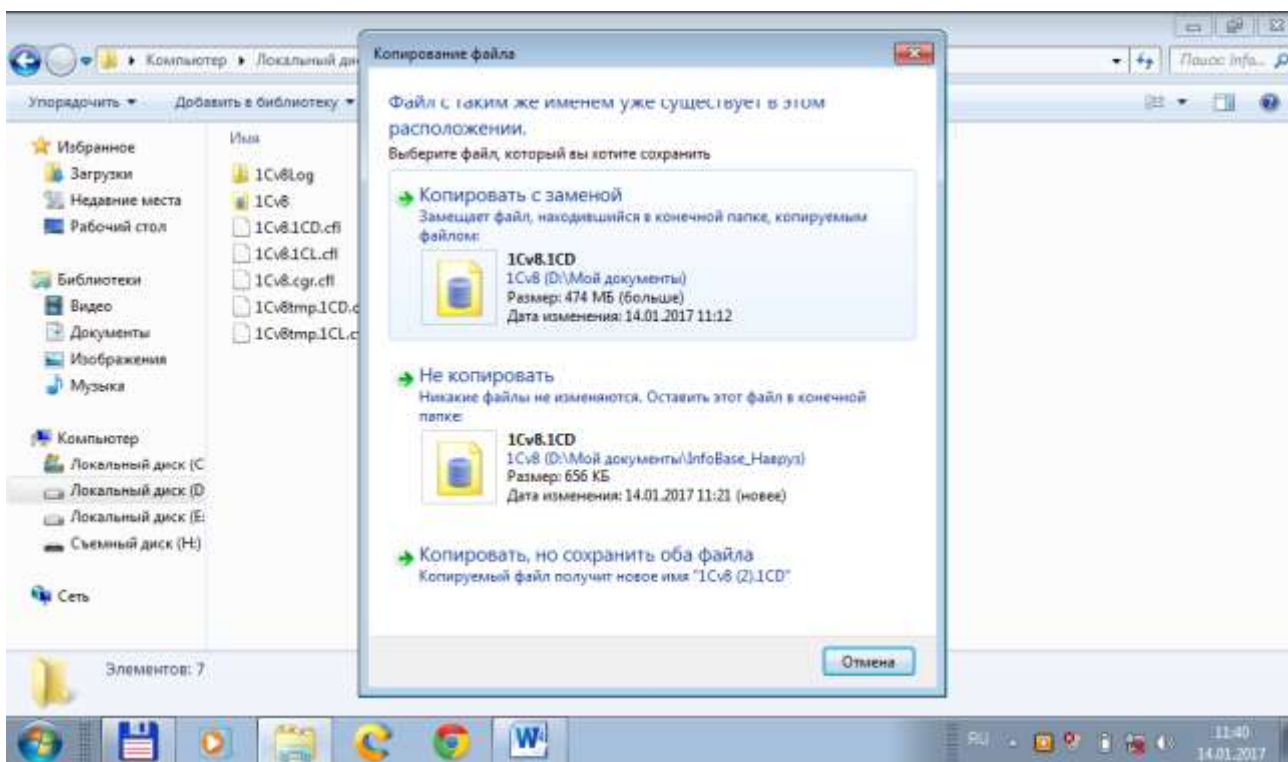 Копирование файла
Компьютер ▸ Локальный ди
Поиск: Info...
Упорядочить
Добавить в библиотеку
Файл с таким же именем уже существует в этом
расположении.
Выберите файл, который вы хотите сохранить
Избранное
Загрузки
Недавние места
Рабочий стол
Библиотеки
Видео
Документы
Изображения
Музыка
Компьютер
Локальный диск (C
Локальный диск (D
Локальный диск (E:
Съемный диск (H:)
Сеть
Имя
1Cv8Log
1Cv8
1Cv8.1CD.cfl
1Cv8.1CL.cfl
1Cv8.cgr.cfl
1Cv8tmp.1CD.c
1Cv8tmp.1CL.c
Копировать с заменой
Замещает файл, находившийся в конечной папке, копируемым
файлом:
1Cv8.1CD
1Cv8 (D:\Мой документы)
Размер: 474 МБ (больше)
Дата изменения: 14.01.2017 11:12
Не копировать
Никакие файлы не изменяются. Оставить этот файл в конечной
папке:
1Cv8.1CD
1Cv8 (D:\Мой документы\InfoBase_Навруз)
Размер: 656 КБ
Дата изменения: 14.01.2017 11:21 (новее)
Копировать, но сохранить оба файла
Копируемый файл получит новое имя "1Cv8 (2).1CD"
Отмена
Элементов: 7
RU
11:40
14.01.2017